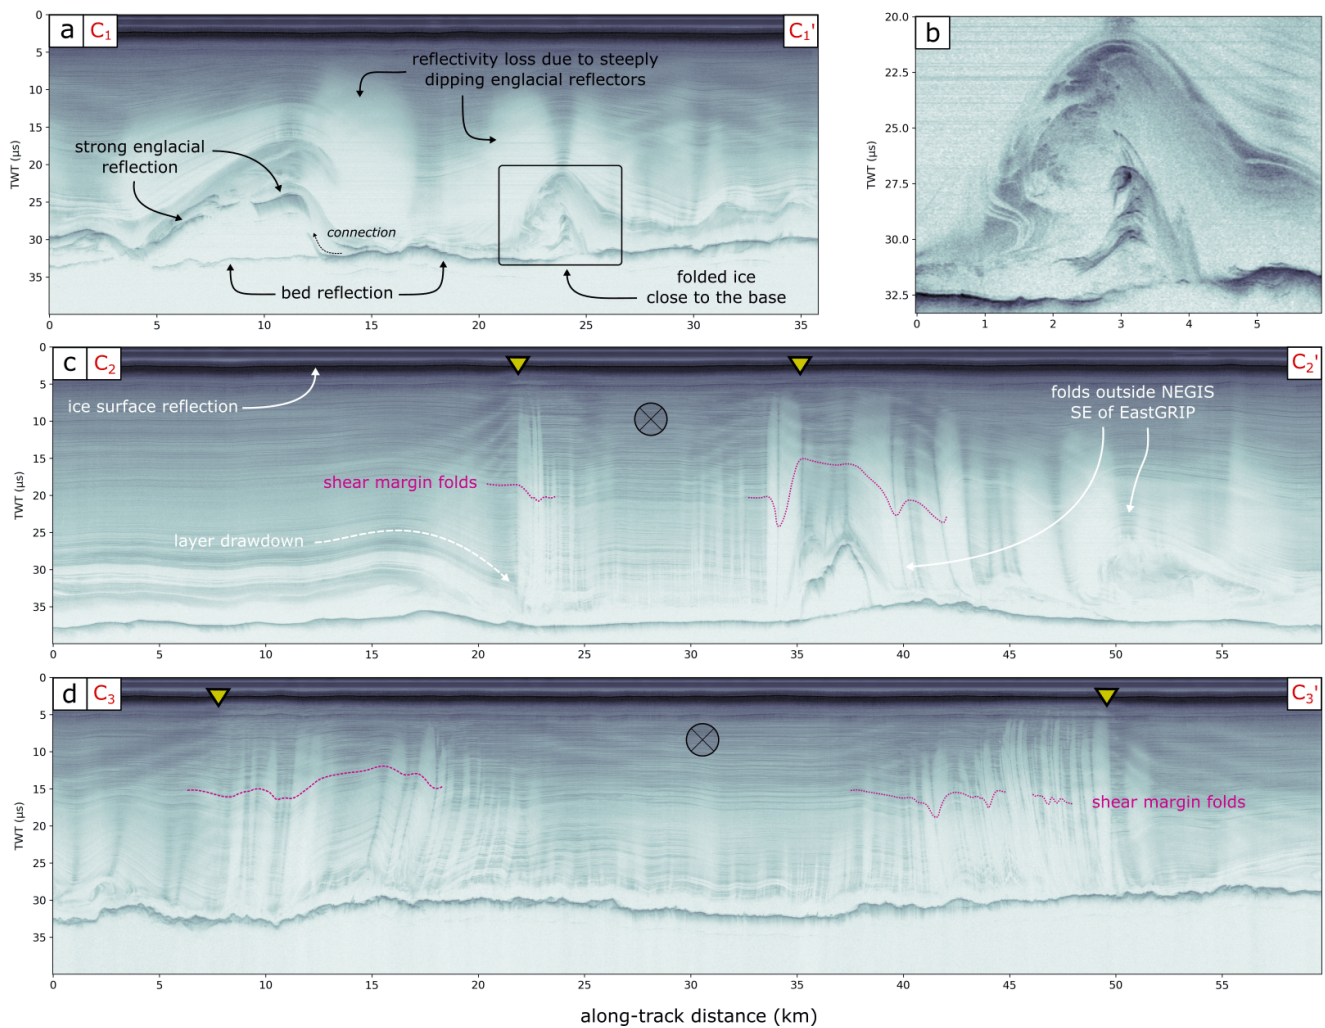 a C₁
C₁'
reflectivity loss due to steeply
dipping englacial reflectors
strong englacial
reflection
connection
bed reflection
folded ice
close to the base
TWT (μs)
0
5
10
15
20
25
30
35
0 5 10 15 20 25 30 35
b
TWT (μs)
20.0
22.5
25.0
27.5
30.0
32.5
0 1 2 3 4 5
c C₂
C₂'
ice surface reflection
folds outside NEGIS
SE of EastGRIP
shear margin folds
layer drawdown
TWT (μs)
0
5
10
15
20
25
30
35
0 5 10 15 20 25 30 35 40 45 50 55
d C₃
C₃'
shear margin folds
TWT (μs)
0
5
10
15
20
25
30
35
0 5 10 15 20 25 30 35 40 45 50 55
along-track distance (km)